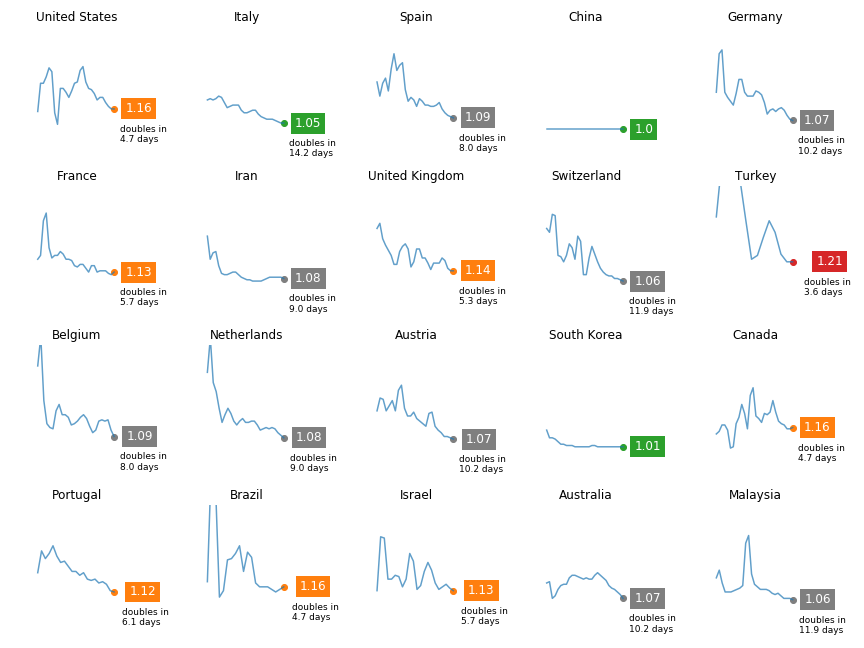 United States
1.16
doubles in
4.7 days
Italy
1.05
doubles in
14.2 days
Spain
1.09
doubles in
8.0 days
China
1.0
Germany
1.07
doubles in
10.2 days
France
1.13
doubles in
5.7 days
Iran
1.08
doubles in
9.0 days
United Kingdom
1.14
doubles in
5.3 days
Switzerland
1.06
doubles in
11.9 days
Turkey
1.21
doubles in
3.6 days
Belgium
1.09
doubles in
8.0 days
Netherlands
1.08
doubles in
9.0 days
Austria
1.07
doubles in
10.2 days
South Korea
1.01
Canada
1.16
doubles in
4.7 days
Portugal
1.12
doubles in
6.1 days
Brazil
1.16
doubles in
4.7 days
Israel
1.13
doubles in
5.7 days
Australia
1.07
doubles in
10.2 days
Malaysia
1.06
doubles in
11.9 days